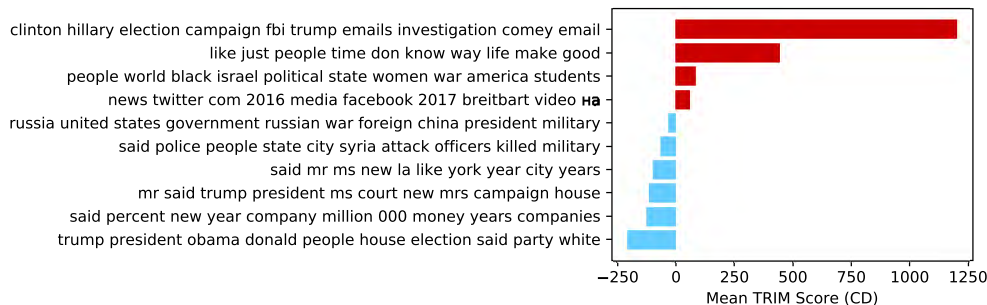 clinton hillary election campaign fbi trump emails investigation comey email
like just people time don know way life make good
people world black israel political state women war america students
news twitter com 2016 media facebook 2017 breitbart video на
russia united states government russian war foreign china president military
said police people state city syria attack officers killed military
said mr ms new la like york year city years
mr said trump president ms court new mrs campaign house
said percent new year company million 000 money years companies
trump president obama donald people house election said party white
−250 0 250 500 750 1000 1250
Mean TRIM Score (CD)